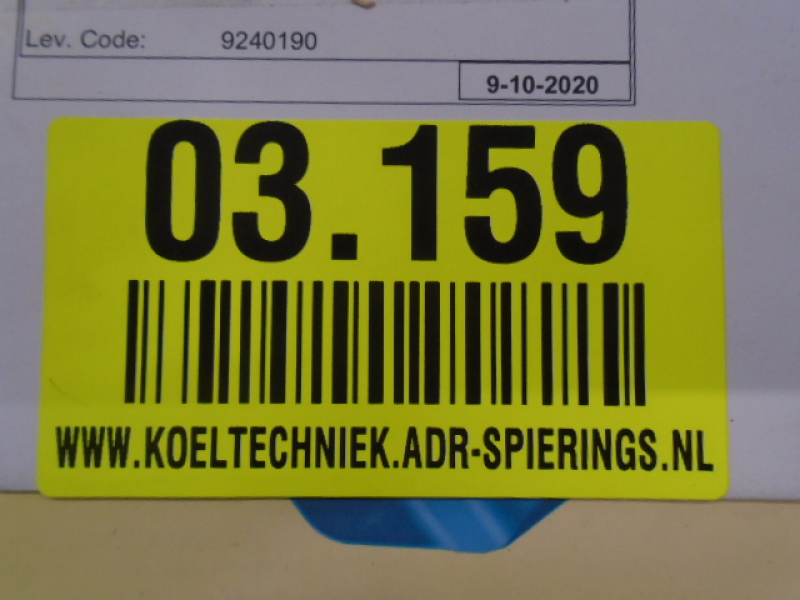 Lev. Code: 9240190
9-10-2020
03.159
WWW.KOELTECHNIEK.ADR-SPIERINGS.NL